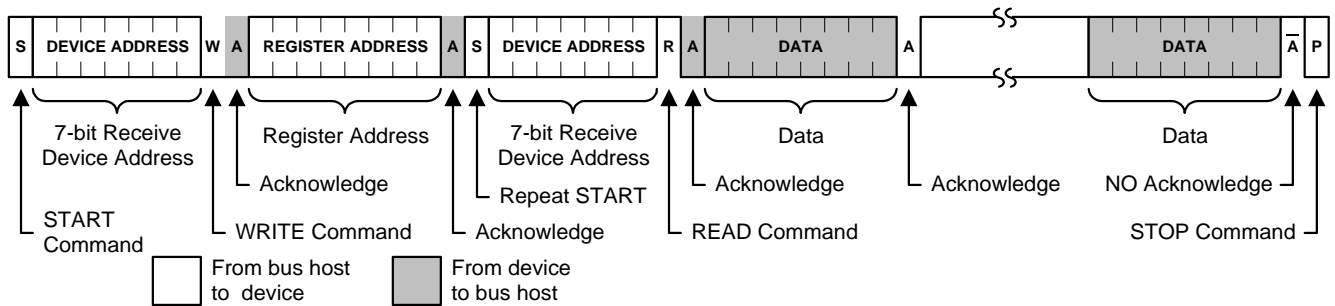 S DEVICE ADDRESS W A REGISTER ADDRESS A S DEVICE ADDRESS R A DATA A DATA A̅ P
7-bit Receive
Device Address
Register Address
7-bit Receive
Device Address
Data
Data
Acknowledge
Repeat START
Acknowledge
Acknowledge
NO Acknowledge
START
Command
WRITE Command
Acknowledge
READ Command
STOP Command
From bus host
to device
From device
to bus host